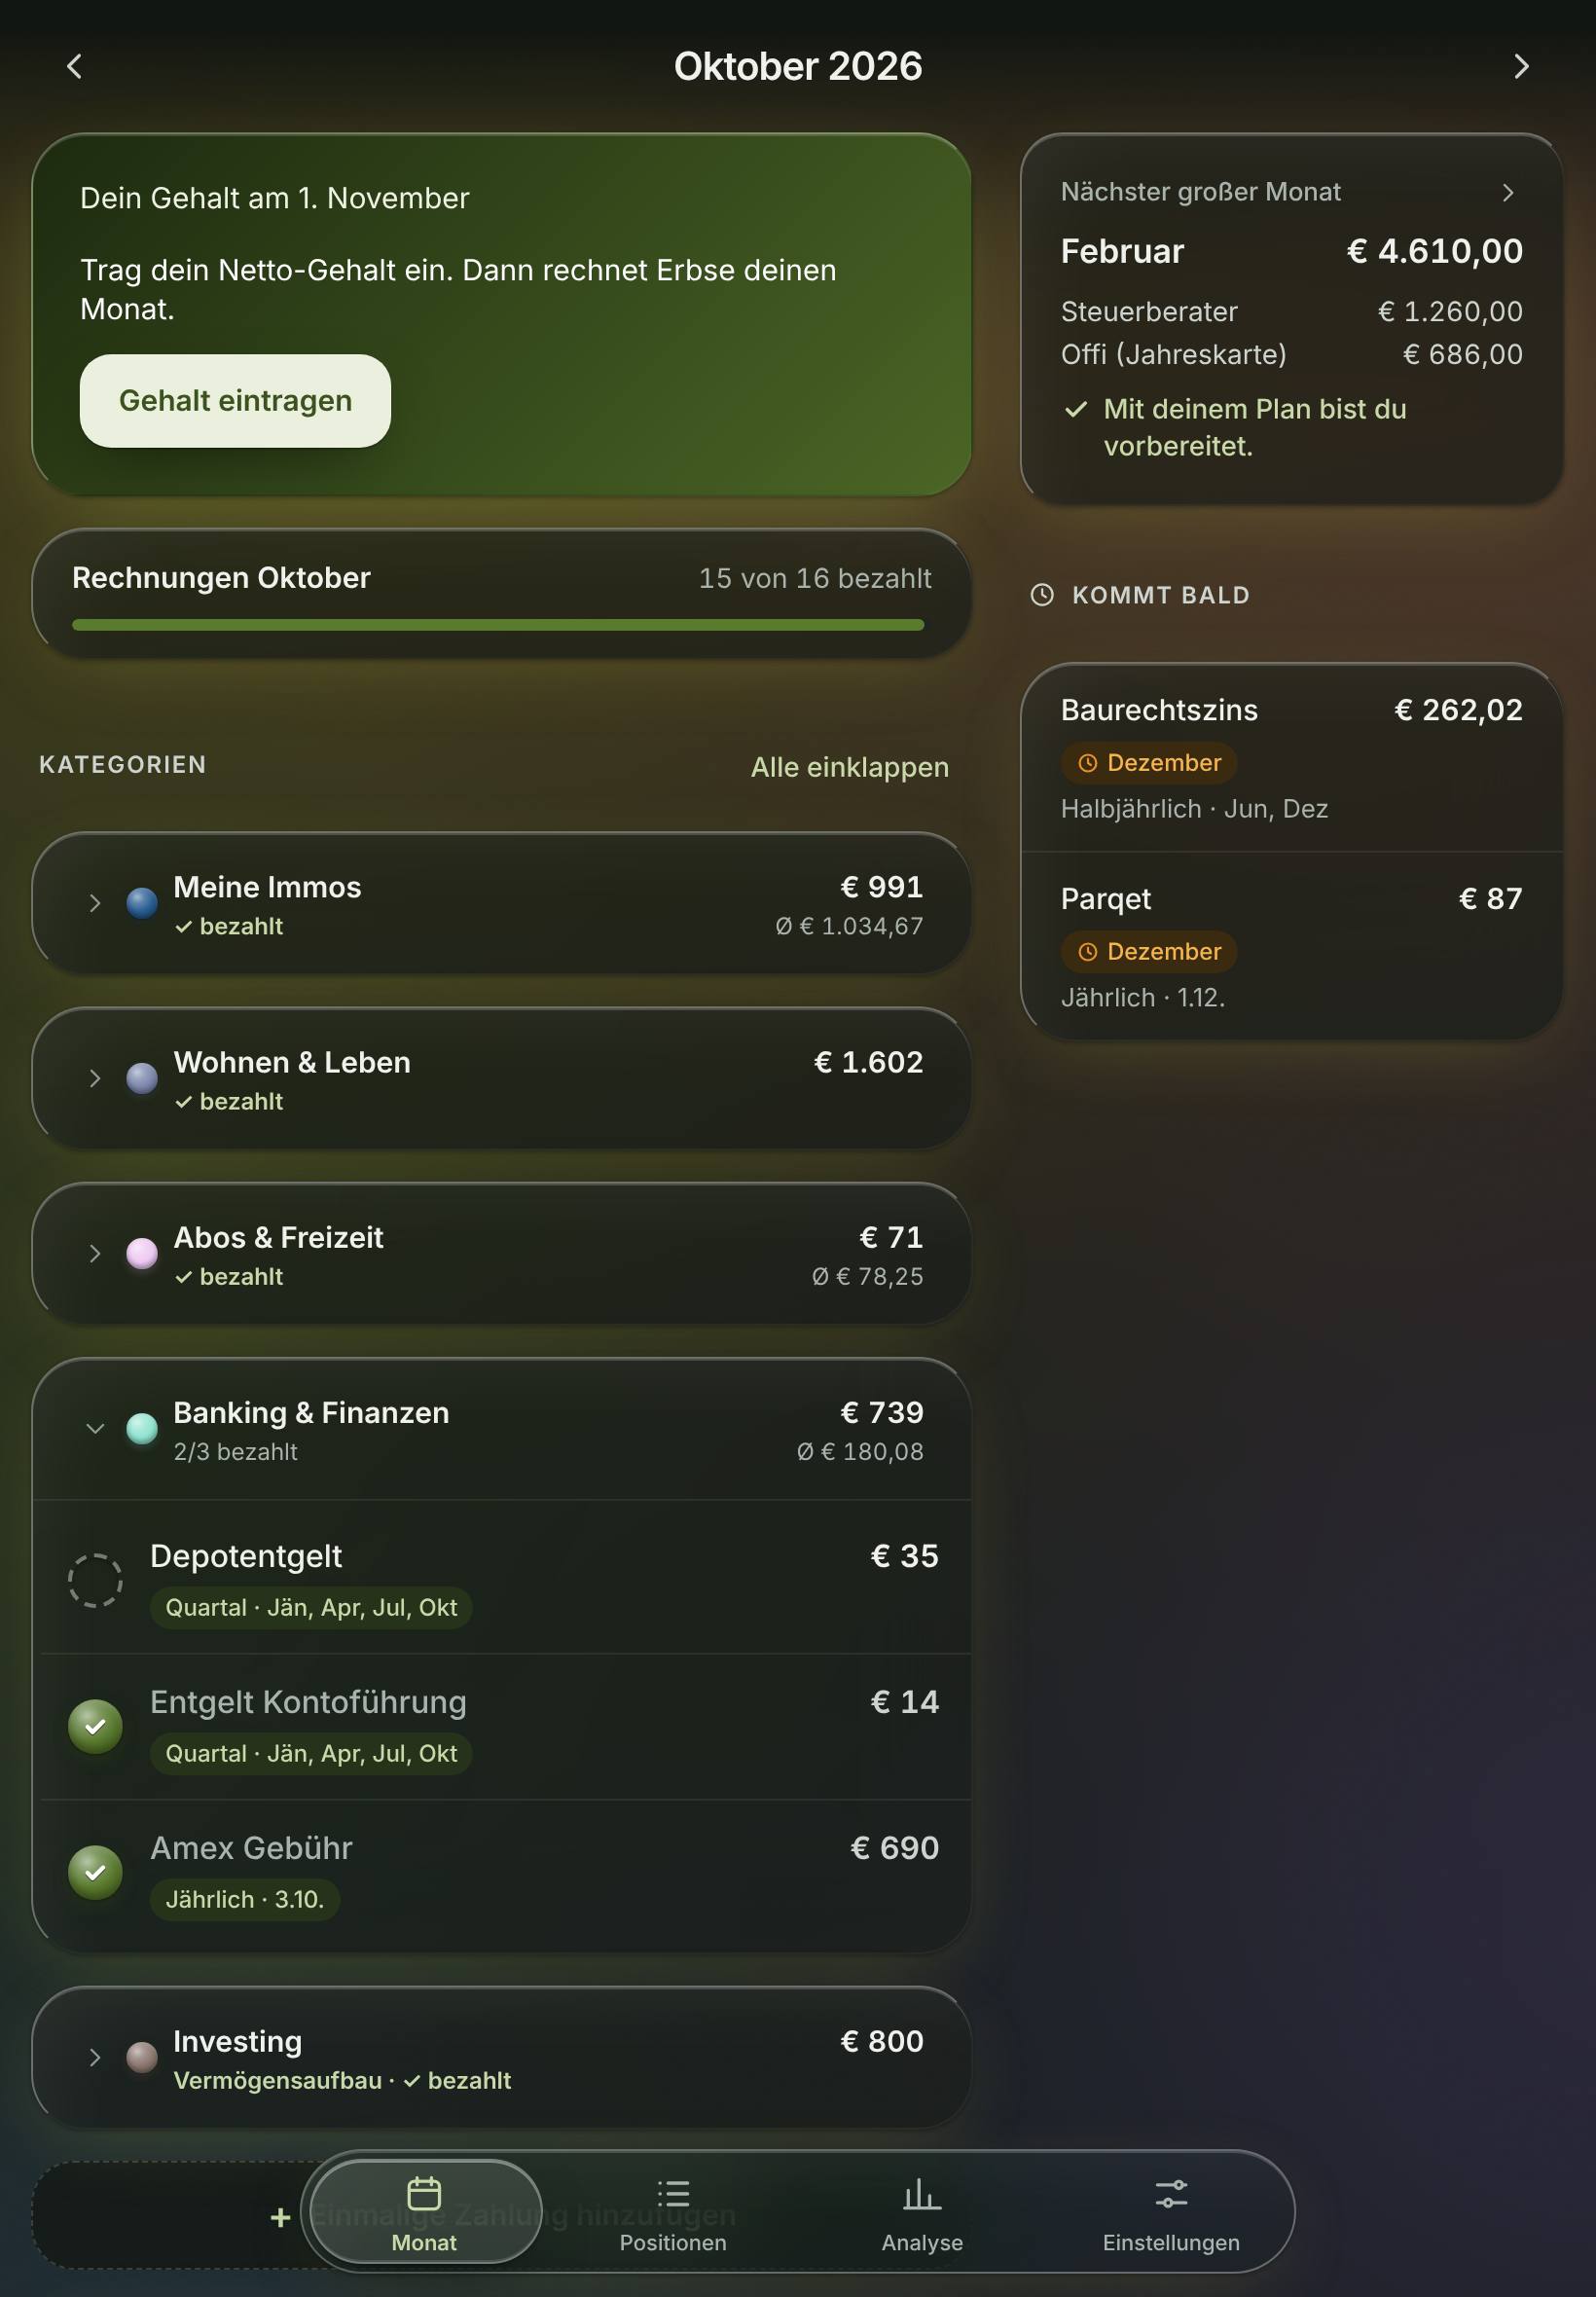 Oktober 2026
Dein Gehalt am 1. November
Trag dein Netto-Gehalt ein. Dann rechnet Erbse deinen
Monat.
Gehalt eintragen
Rechnungen Oktober 15 von 16 bezahlt
KATEGORIEN Alle einklappen
Meine Immos € 991
✓ bezahlt Ø € 1.034,67
Wohnen & Leben € 1.602
✓ bezahlt
Abos & Freizeit € 71
✓ bezahlt Ø € 78,25
Banking & Finanzen € 739
2/3 bezahlt Ø € 180,08
Depotentgelt € 35
Quartal · Jän, Apr, Jul, Okt
Entgelt Kontoführung € 14
Quartal · Jän, Apr, Jul, Okt
Amex Gebühr € 690
Jährlich · 3.10.
Investing € 800
Vermögensaufbau · ✓ bezahlt
+ Einmalige Zahlung hinzufügen
Nächster großer Monat
Februar € 4.610,00
Steuerberater € 1.260,00
Offi (Jahreskarte) € 686,00
✓ Mit deinem Plan bist du
vorbereitet.
KOMMT BALD
Baurechtszins € 262,02
Dezember
Halbjährlich · Jun, Dez
Parqet € 87
Dezember
Jährlich · 1.12.
Monat Positionen Analyse Einstellungen